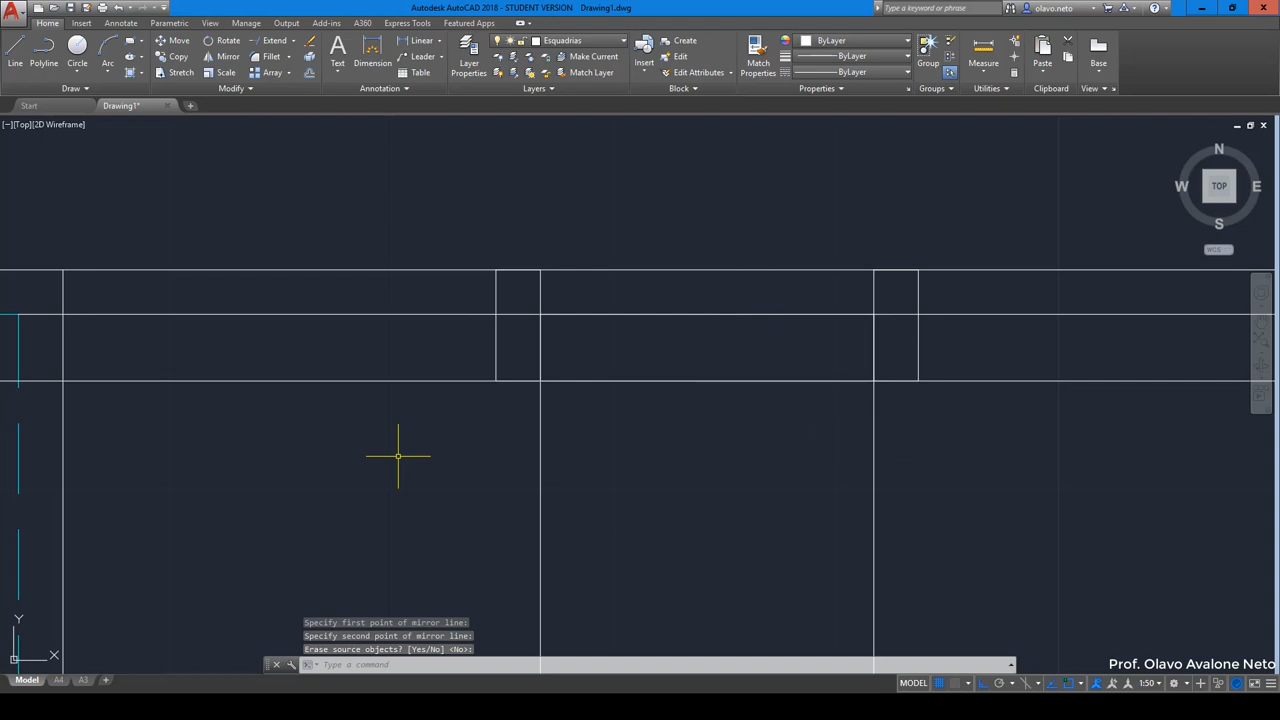 Autodesk AutoCAD 2018 - STUDENT VERSION Drawing1.dwg
Type a keyword or phrase
olavo.neto
Home Insert Annotate Parametric View Manage Output Add-ins A360 Express Tools Featured Apps
Line Polyline Circle Arc
Move Rotate Extend
Copy Mirror Fillet
Stretch Scale Array
Text Dimension
Linear
Leader
Table
Layer Properties
Esquadrias
Make Current
Match Layer
Insert
Create
Edit
Edit Attributes
Match Properties
ByLayer
ByLayer
ByLayer
Group Measure Paste Base
Draw Modify Annotation Layers Block Properties Groups Utilities Clipboard View
Start Drawing1*
[−][Top][2D Wireframe]
N
W TOP E
S
WCS
Specify first point of mirror line:
Specify second point of mirror line:
Erase source objects? [Yes/No] <No>:
Type a command
Y
X
Prof. Olavo Avalone Neto
Model A4 A3
MODEL 1:50